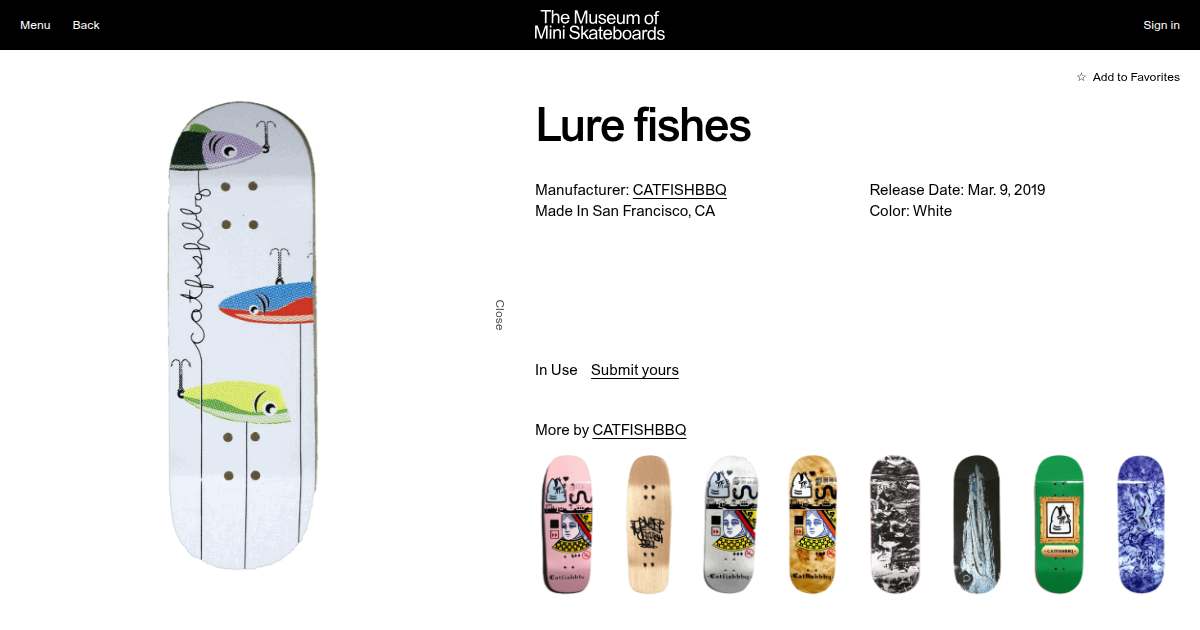 Menu
Back
The Museum of
Mini Skateboards
Sign in
☆ Add to Favorites
Lure fishes
Manufacturer: CATFISHBBQ
Made In San Francisco, CA
Release Date: Mar. 9, 2019
Color: White
catfishbbq
Close
In Use Submit yours
More by CATFISHBBQ